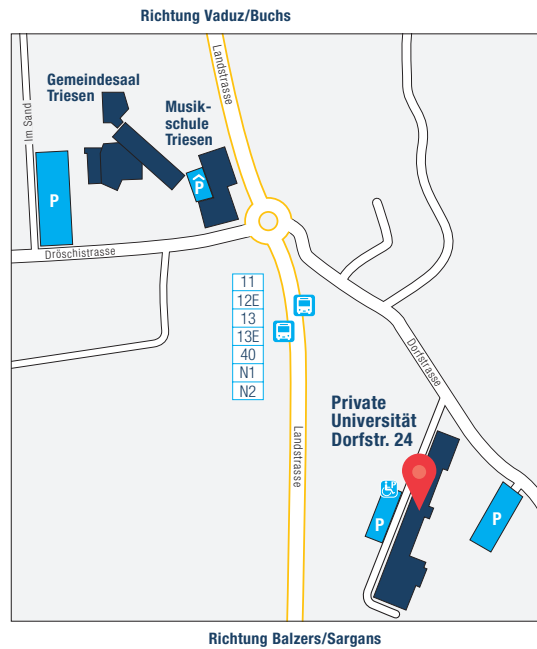 Richtung Vaduz/Buchs
Landstrasse
Gemeindesaal
Triesen
Im Sand
Musik-
schule
Triesen
P
P
Dröschistrasse
11
12E
13
13E
40
N1
N2
Dorfstrasse
Landstrasse
Private
Universität
Dorfstr. 24
1P
P
P
Richtung Balzers/Sargans